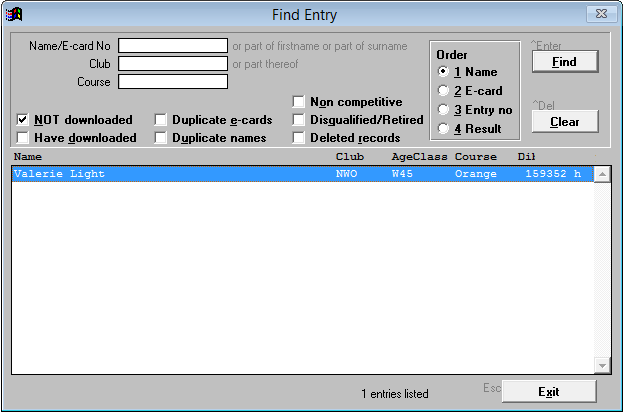 Find Entry
Name/E-card No or part of firstname or part of surname
Club or part thereof
Course
NOT downloaded Duplicate e-cards Non competitive
Have downloaded Duplicate names Disqualified/Retired
Deleted records
Order
1 Name
2 E-card
3 Entry no
4 Result
^Enter
Find
^Del
Clear
Name Club AgeClass Course
Valerie Light NWO W45 Orange 159352 h
1 entries listed
Esc Exit